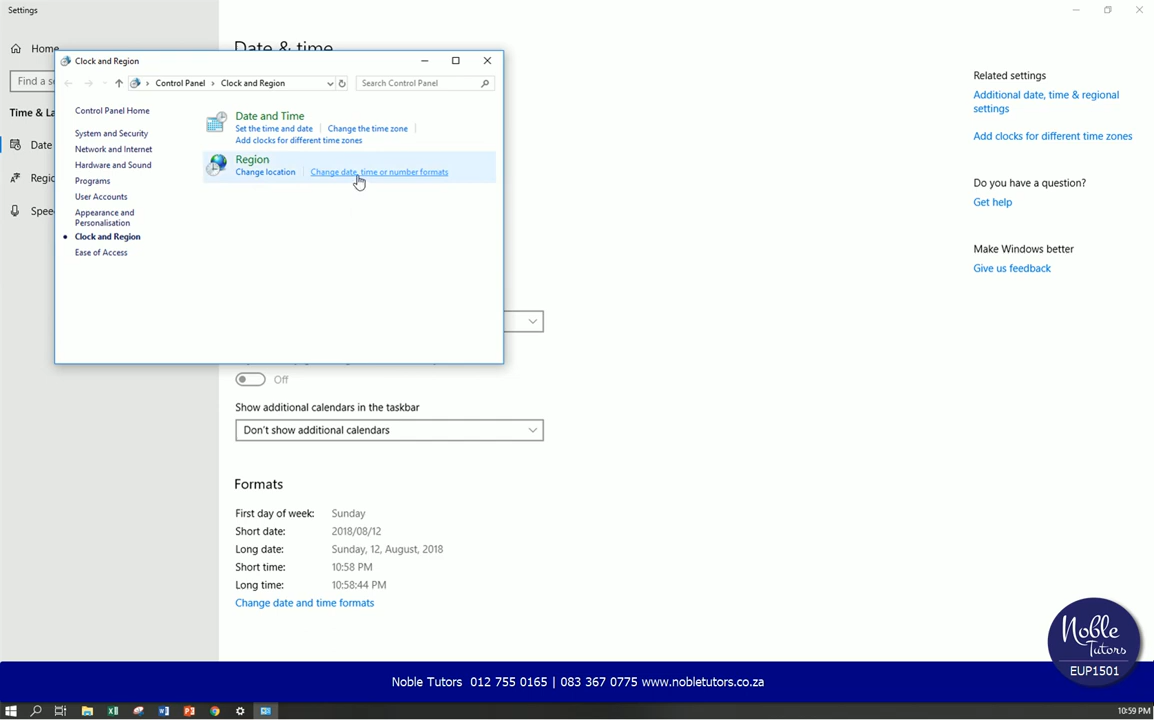 Settings
Home
Date & time
Find a s
Time & La
Date
Regio
Spee
Clock and Region
Control Panel > Clock and Region
Search Control Panel
Control Panel Home
System and Security
Network and Internet
Hardware and Sound
Programs
User Accounts
Appearance and
Personalisation
Clock and Region
Ease of Access
Date and Time
Set the time and date
Change the time zone
Add clocks for different time zones
Region
Change location
Change date, time or number formats
Off
Show additional calendars in the taskbar
Don't show additional calendars
Formats
First day of week: Sunday
Short date: 2018/08/12
Long date: Sunday, 12, August, 2018
Short time: 10:58 PM
Long time: 10:58:44 PM
Change date and time formats
Related settings
Additional date, time & regional
settings
Add clocks for different time zones
Do you have a question?
Get help
Make Windows better
Give us feedback
Noble
Tutors
EUP1501
Noble Tutors 012 755 0165 | 083 367 0775 www.nobletutors.co.za
10:59 PM